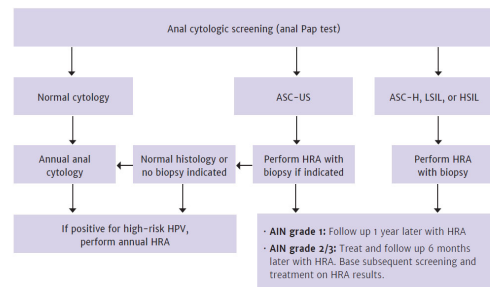 Anal cytologic screening (anal Pap test)
Normal cytology
ASC-US
ASC-H, LSIL, or HSIL
Annual anal
cytology
Normal histology or
no biopsy indicated
Perform HRA with
biopsy if indicated
Perform HRA
with biopsy
If positive for high-risk HPV,
perform annual HRA
· AIN grade 1: Follow up 1 year later with HRA
· AIN grade 2/3: Treat and follow up 6 months
later with HRA. Base subsequent screening and
treatment on HRA results.